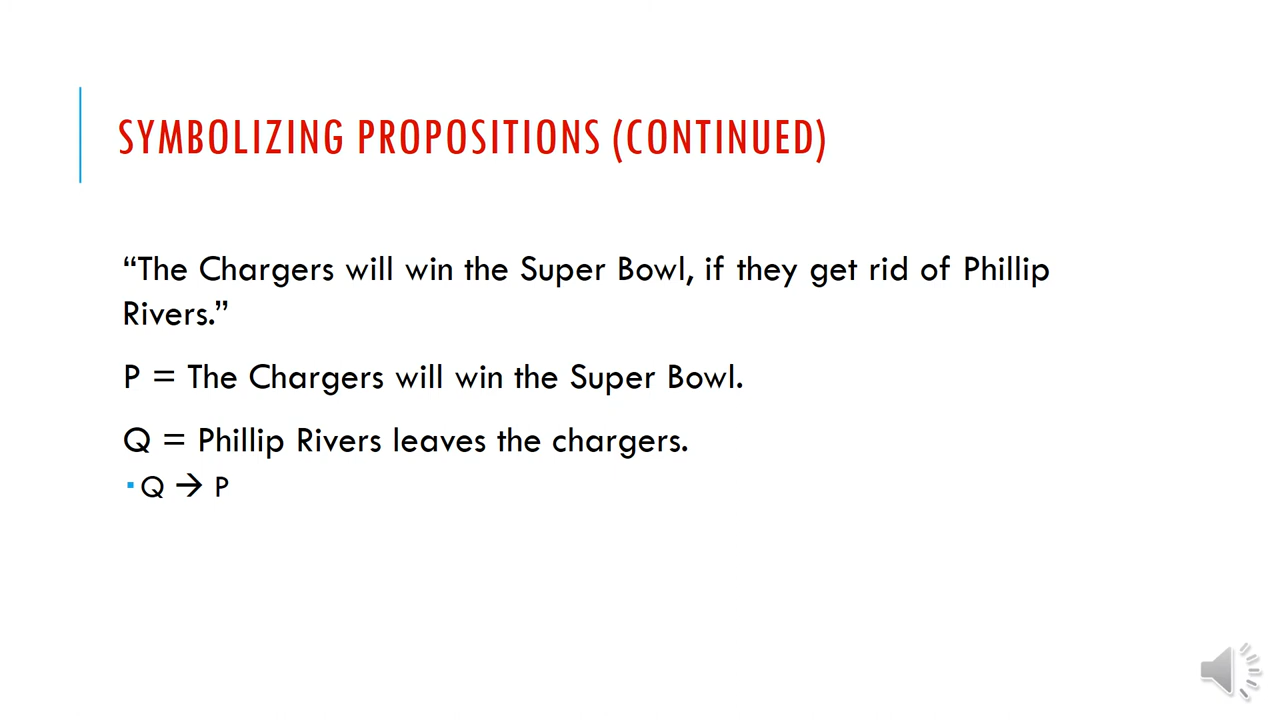 SYMBOLIZING PROPOSITIONS (CONTINUED)
“The Chargers will win the Super Bowl, if they get rid of Phillip
Rivers.”
P = The Chargers will win the Super Bowl.
Q = Phillip Rivers leaves the chargers.
▪ Q → P